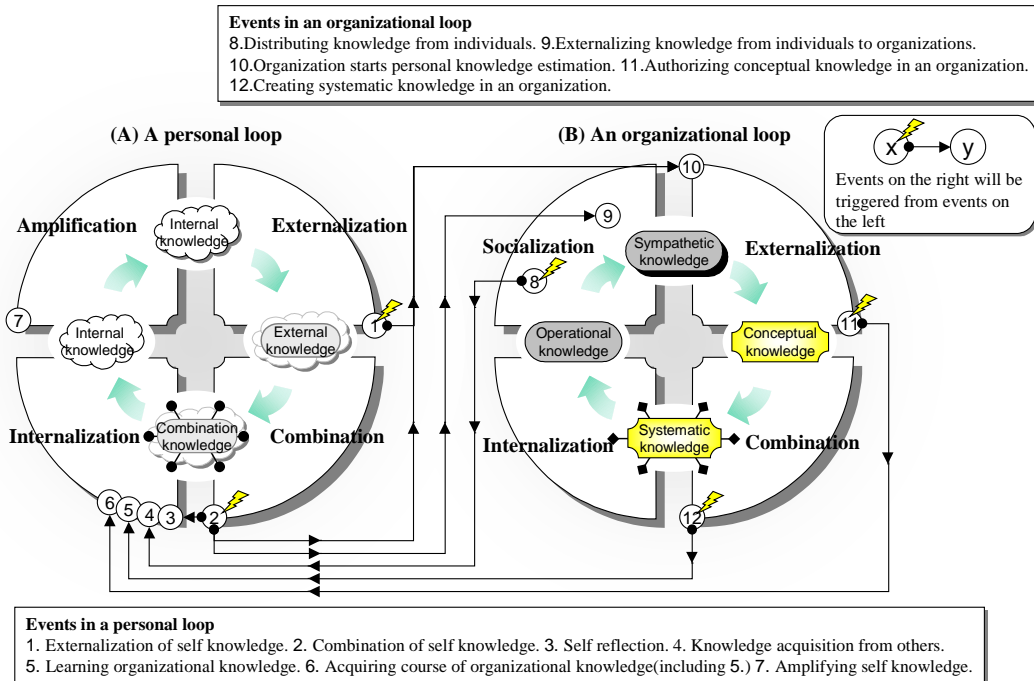 Events in an organizational loop
8.Distributing knowledge from individuals. 9.Externalizing knowledge from individuals to organizations.
10.Organization starts personal knowledge estimation. 11.Authorizing conceptual knowledge in an organization.
12.Creating systematic knowledge in an organization.
(A) A personal loop
(B) An organizational loop
x
y
Events on the right will be
triggered from events on
the left
Amplification
Internal
knowledge
Externalization
7
Internal
knowledge
1
External
knowledge
Internalization
Combination
knowledge
Combination
6
5
4
3
2
10
9
Socialization
Sympathetic
knowledge
Externalization
8
Operational
knowledge
Conceptual
knowledge
11
Internalization
Systematic
knowledge
Combination
12
Events in a personal loop
1. Externalization of self knowledge. 2. Combination of self knowledge. 3. Self reflection. 4. Knowledge acquisition from others.
5. Learning organizational knowledge. 6. Acquiring course of organizational knowledge(including 5.) 7. Amplifying self knowledge.